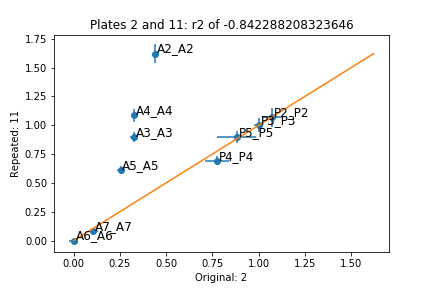 Plates 2 and 11: r2 of -0.842288208323646
Repeated: 11
1.75
1.50
1.25
1.00
0.75
0.50
0.25
0.00
A2_A2
A4_A4
P2_P2
P3_P3
A3_A3
P5_P5
P4_P4
A5_A5
A7_A7
A6_A6
0.00 0.25 0.50 0.75 1.00 1.25 1.50
Original: 2